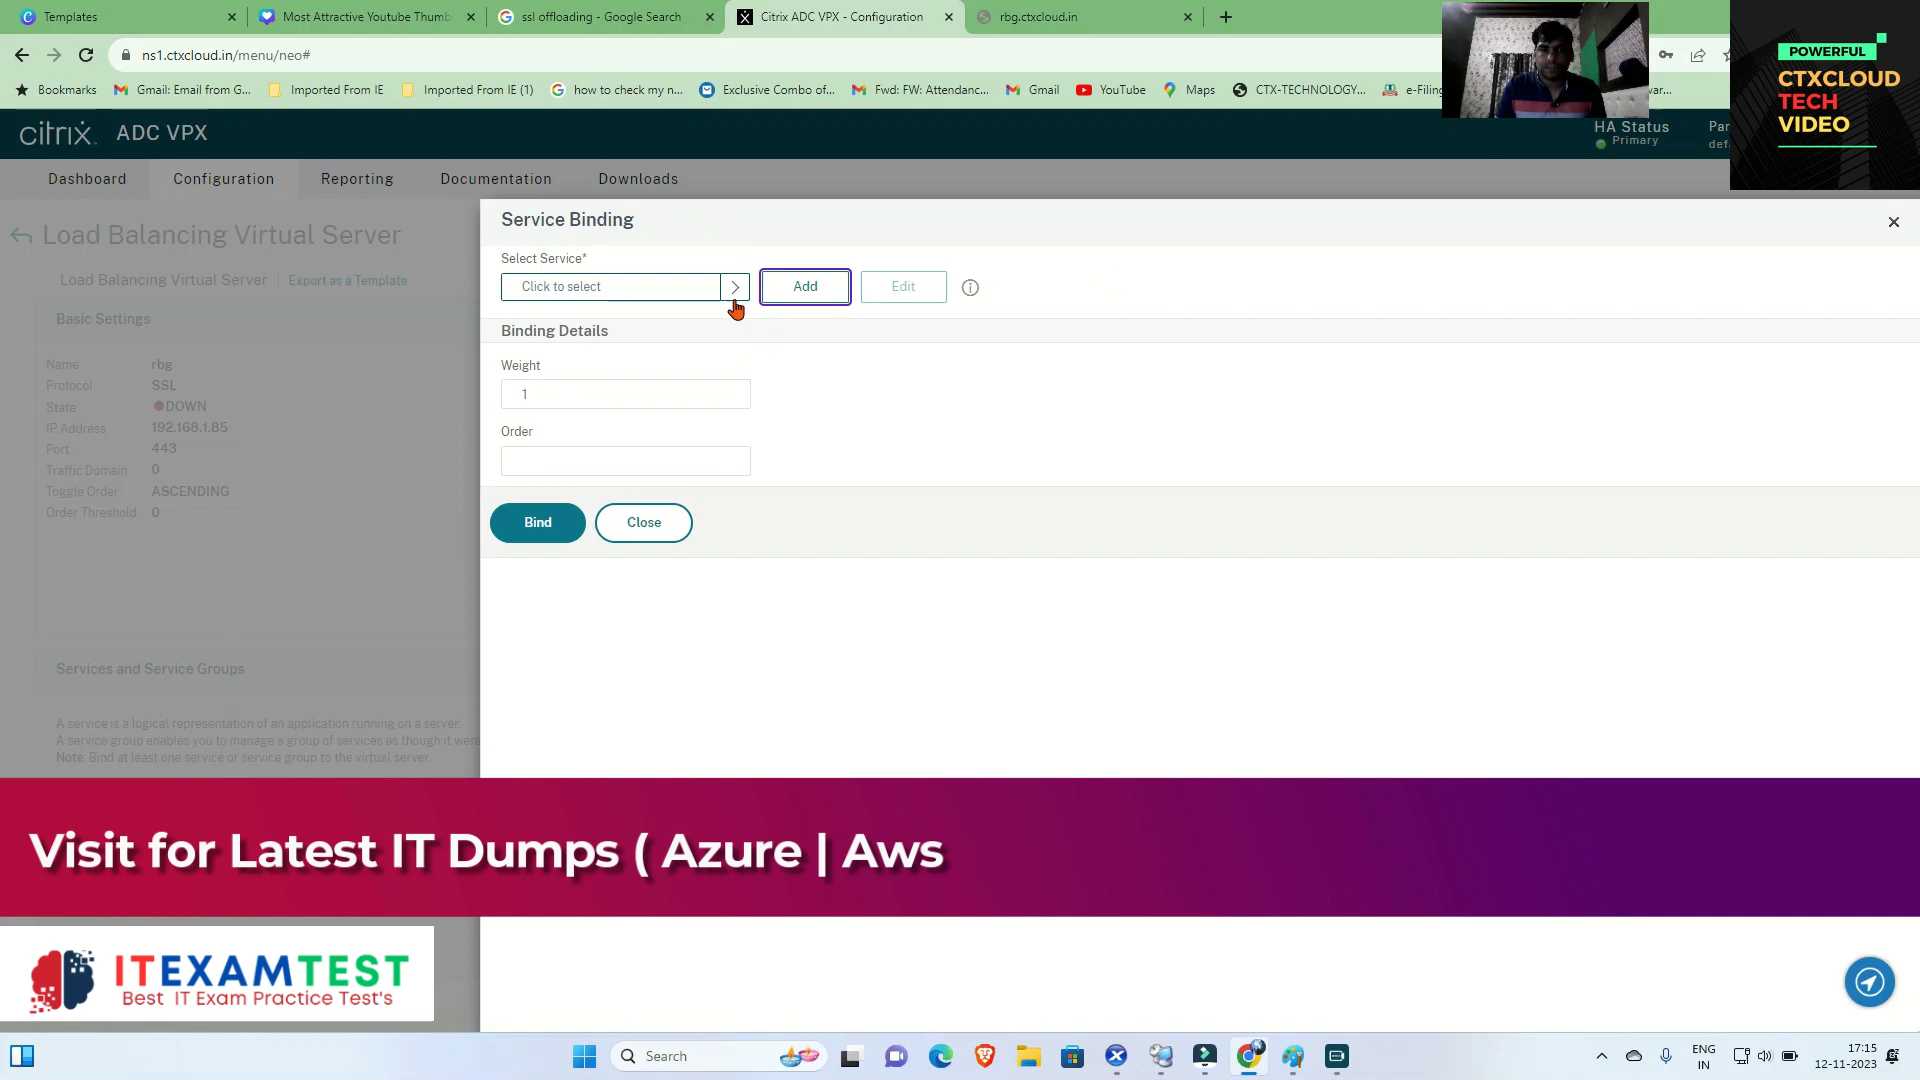 Templates
Most Attractive Youtube Thumb
ssl offloading - Google Search
Citrix ADC VPX - Configuration
rbg.ctxcloud.in
ns1.ctxcloud.in/menu/neo#
Bookmarks
Gmail: Email from G...
Imported From IE
Imported From IE (1)
how to check my n...
Exclusive Combo of...
Fwd: FW: Attendanc...
Gmail
YouTube
Maps
CTX-TECHNOLOGY...
e-Filing
POWERFUL
CTXCLOUD
TECH
VIDEO
citrix ADC VPX
HA Status
Primary
Par
defa
Dashboard
Configuration
Reporting
Documentation
Downloads
Load Balancing Virtual Server
Load Balancing Virtual Server | Export as a Template
Basic Settings
Name rbg
Protocol SSL
State DOWN
IP Address 192.168.1.85
Port 443
Traffic Domain 0
Toggle Order ASCENDING
Order Threshold 0
Services and Service Groups
A service is a logical representation of an application running on a server.
A service group enables you to manage a group of services as though it were
Note: Bind at least one service or service group to the virtual server.
Service Binding
Select Service*
Click to select
Add
Edit
Binding Details
Weight
1
Order
Bind
Close
Visit for Latest IT Dumps ( Azure | Aws
ITEXAMTEST
Best IT Exam Practice Test's
Search
ENG
IN
17:15
12-11-2023